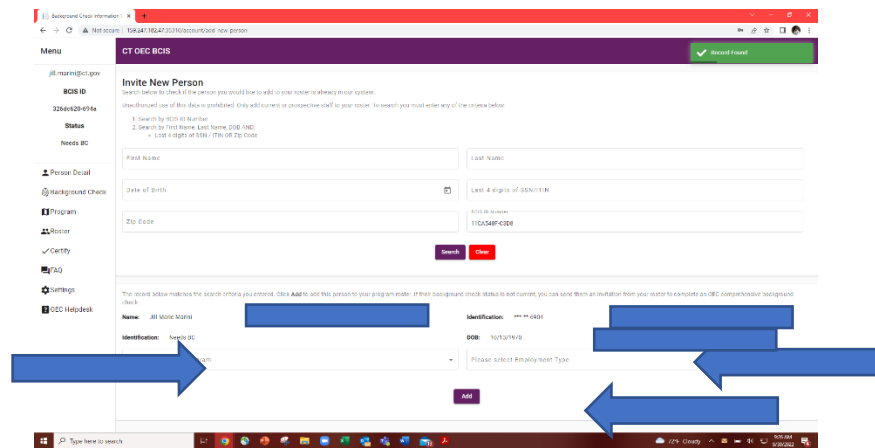 Background Check Informatio
Not secure | 159.247.182.47:35310/account/add-new-person
Menu
CT OEC BCIS
Record Found
jill.marini@ct.gov
BCIS ID
326dc620-694a
Status
Needs BC
Person Detail
Background Check
Program
Roster
Certify
FAQ
Settings
OEC Helpdesk
Invite New Person
Search below to check if the person you would like to add to your roster is already in our system.
Unauthorized use of this data is prohibited. Only add current or prospective staff to your roster. To search you must enter any of the criteria below:
1. Search by BCIS ID Number
2. Search by First Name, Last Name, DOB AND,
Last 4 digits of SSN / ITIN OR Zip Code
First Name
Last Name
Date of Birth
Last 4 digits of SSN/ITIN
Zip Code
BCIS ID Number
Search
Clear
The record below matches the search criteria you entered. Click Add to add this person to your program roster. If their background check status is not current, you can send them an invitation from your roster to complete an OEC comprehensive background
check.
Name: Jill Marie Marini
Identification: *** **
Identification: Needs BC
DOB: 10/13/1978
ram
Please select Employment Type
Add
Type here to search
72° Cloudy